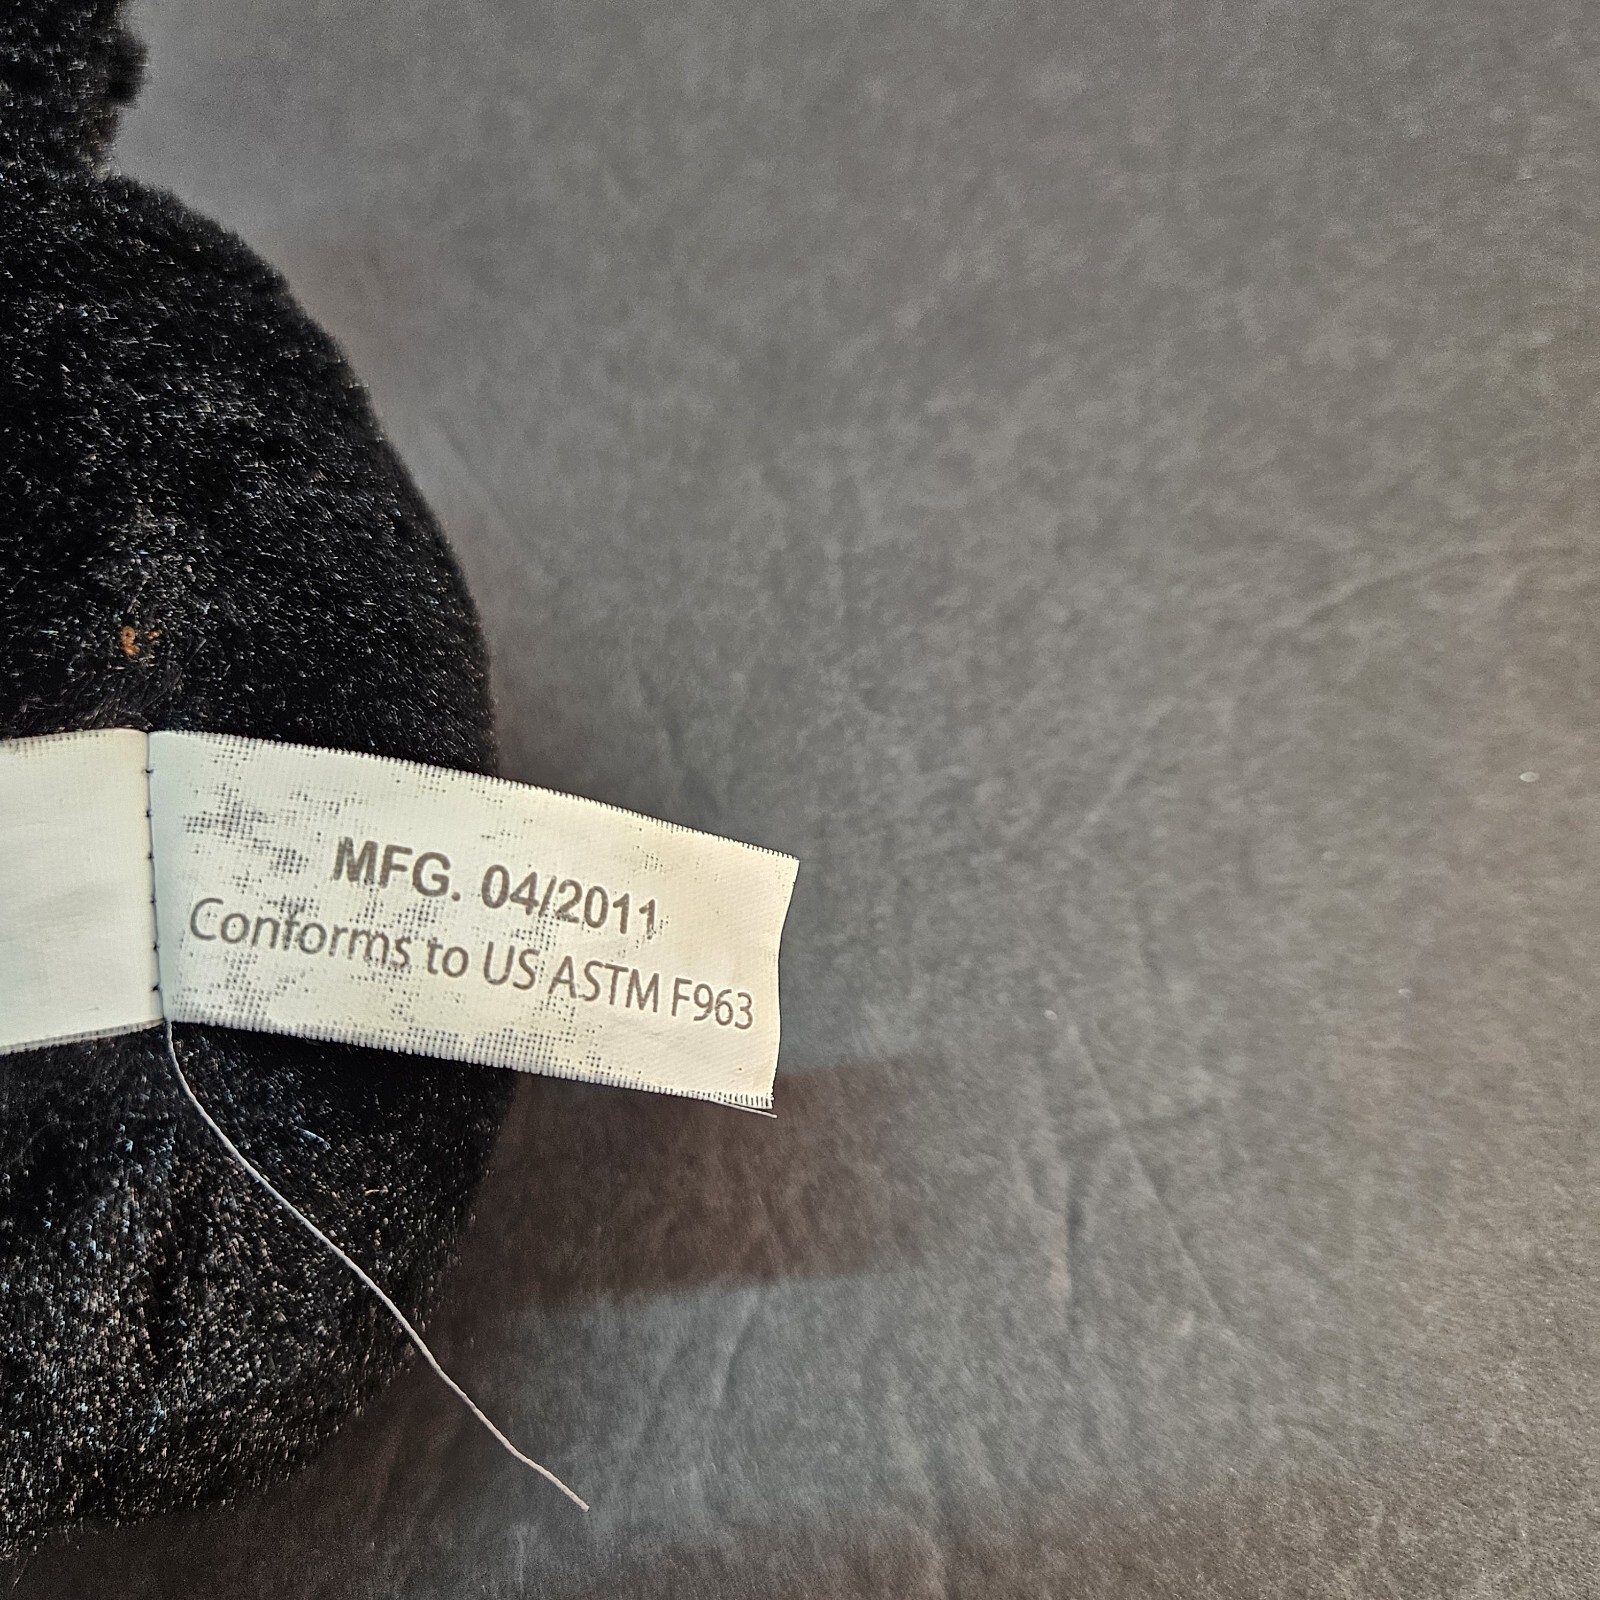 MFG. 04/2011
Conforms to US ASTM F963